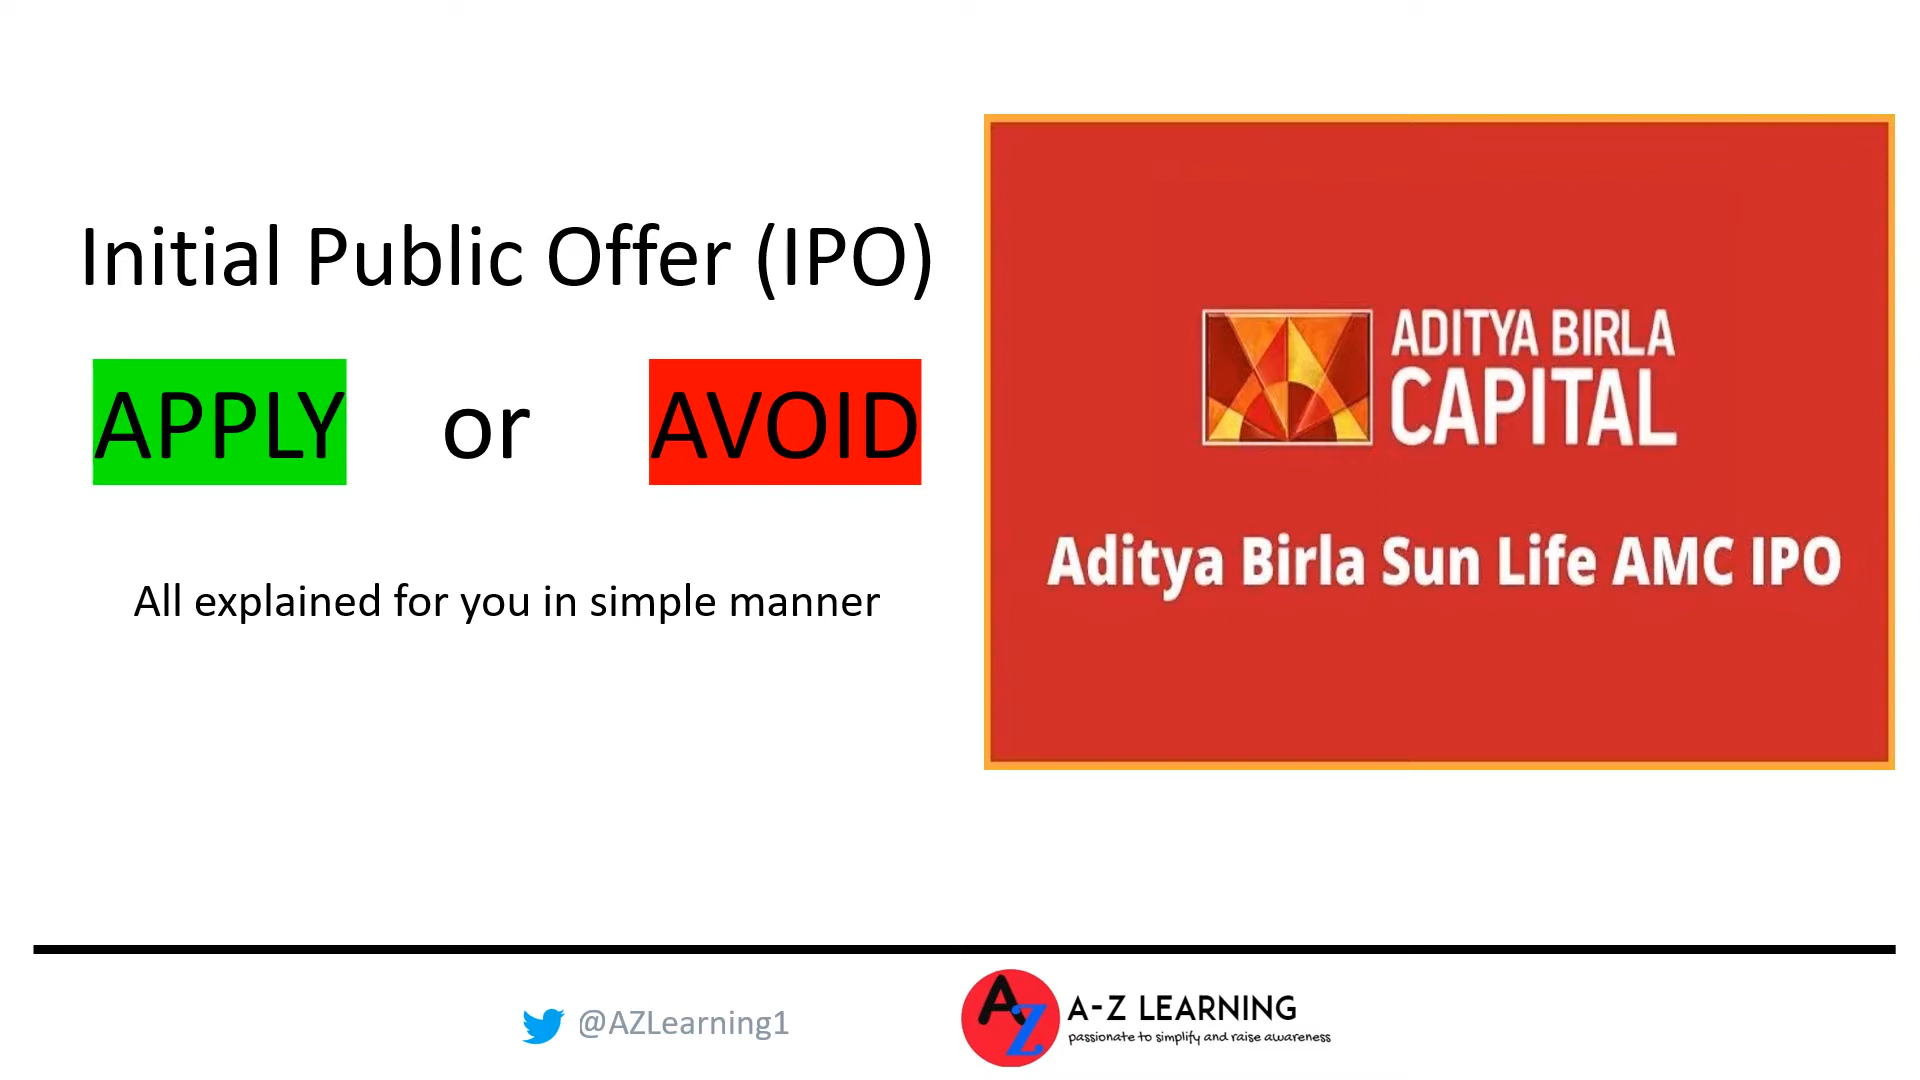 Initial Public Offer (IPO)
APPLY or AVOID
All explained for you in simple manner
ADITYA BIRLA
CAPITAL
Aditya Birla Sun Life AMC IPO
@AZLearning1
AZ
A-Z LEARNING
passionate to simplify and raise awareness